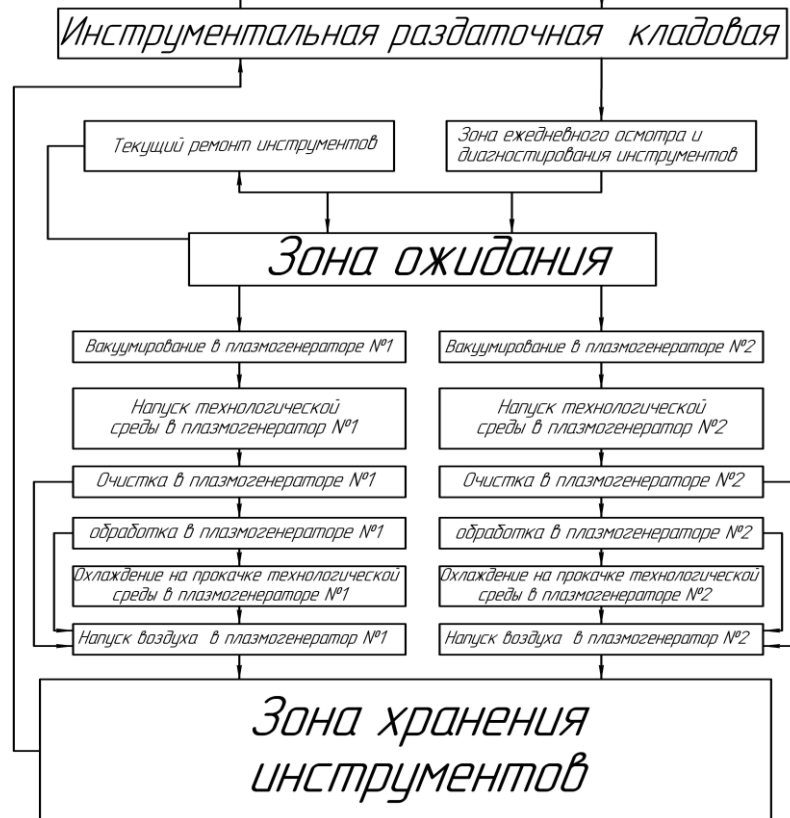 Инструментальная раздаточная кладовая
Текущий ремонт инструментов
Зона ежедневного осмотра и
диагностирования инструментов
Зона ожидания
Вакуумирование в плазмогенераторе №1
Вакуумирование в плазмогенераторе №2
Напуск технологической
среды в плазмогенератор №1
Напуск технологической
среды в плазмогенератор №2
Очистка в плазмогенераторе №1
Очистка в плазмогенераторе №2
обработка в плазмогенераторе №1
обработка в плазмогенераторе №2
Охлаждение на прокачке технологической
среды в плазмогенераторе №1
Охлаждение на прокачке технологической
среды в плазмогенераторе №2
Напуск воздуха в плазмогенератор №1
Напуск воздуха в плазмогенератор №2
Зона хранения
инструментов